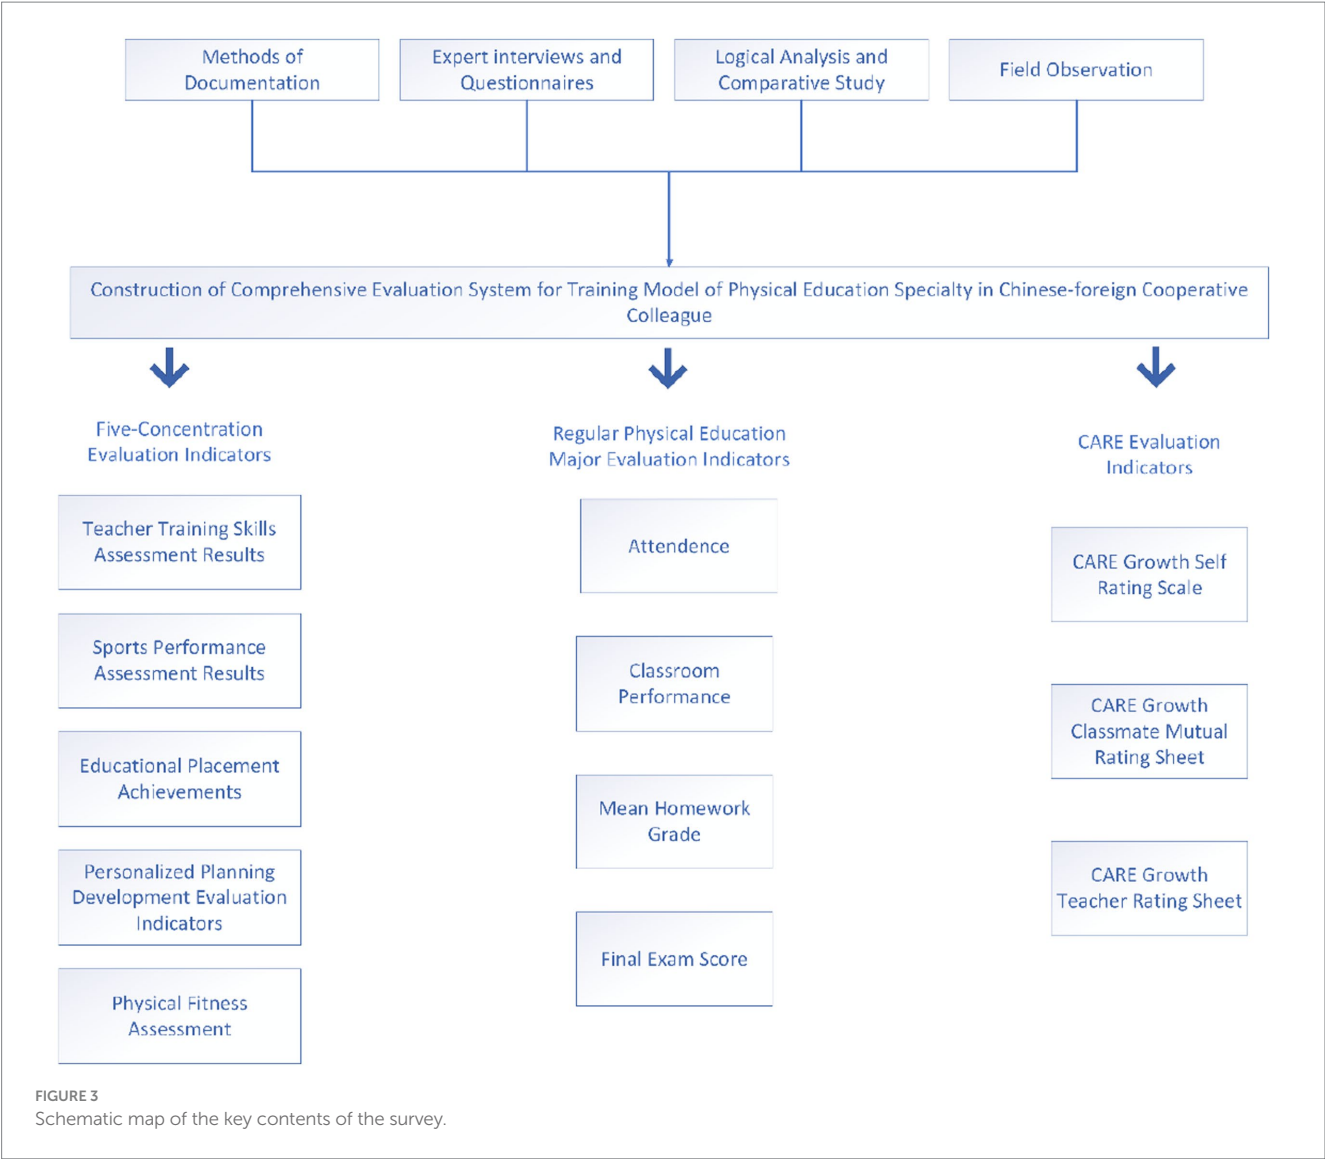 Methods of
Documentation
Expert interviews and
Questionnaires
Logical Analysis and
Comparative Study
Field Observation
Construction of Comprehensive Evaluation System for Training Model of Physical Education Specialty in Chinese-foreign Cooperative
Colleague
Five-Concentration
Evaluation Indicators
Teacher Training Skills
Assessment Results
Sports Performance
Assessment Results
Educational Placement
Achievements
Personalized Planning
Development Evaluation
Indicators
Physical Fitness
Assessment
Regular Physical Education
Major Evaluation Indicators
Attendence
Classroom
Performance
Mean Homework
Grade
Final Exam Score
CARE Evaluation
Indicators
CARE Growth Self
Rating Scale
CARE Growth
Classmate Mutual
Rating Sheet
CARE Growth
Teacher Rating Sheet
FIGURE 3
Schematic map of the key contents of the survey.